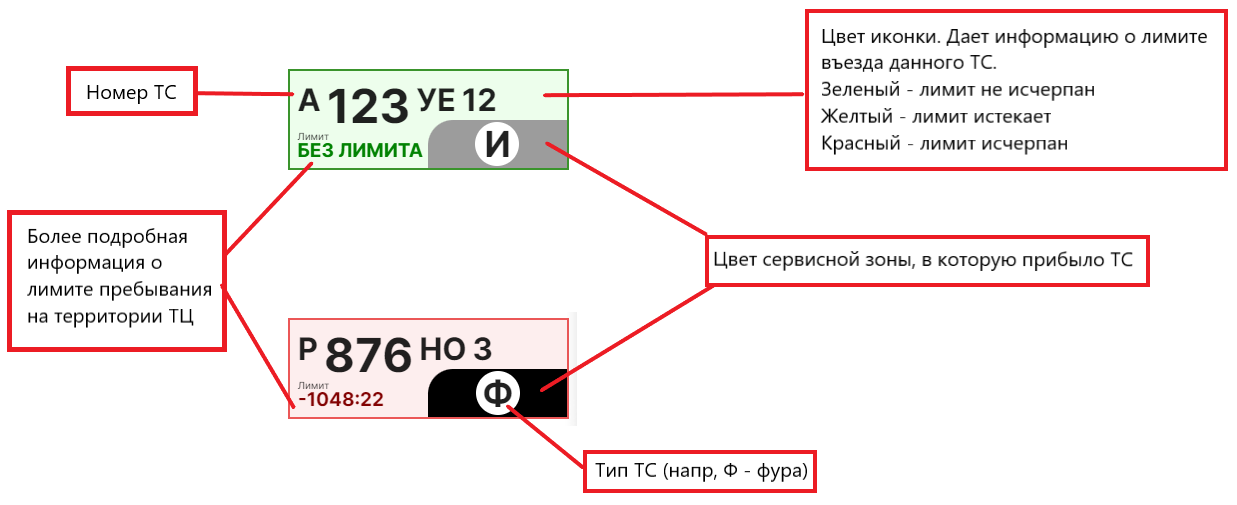 Цвет иконки. Дает информацию о лимите
въезда данного ТС.
Зеленый - лимит не исчерпан
Желтый - лимит истекает
Красный - лимит исчерпан
Номер ТС
А 123 УЕ 12
Лимит
БЕЗ ЛИМИТА
И
Более подробная
информация о
лимите пребывания
на территории ТЦ
Цвет сервисной зоны, в которую прибыло ТС
Р 876 НО 3
Лимит
-1048:22
Ф
Тип ТС (напр, Ф - фура)